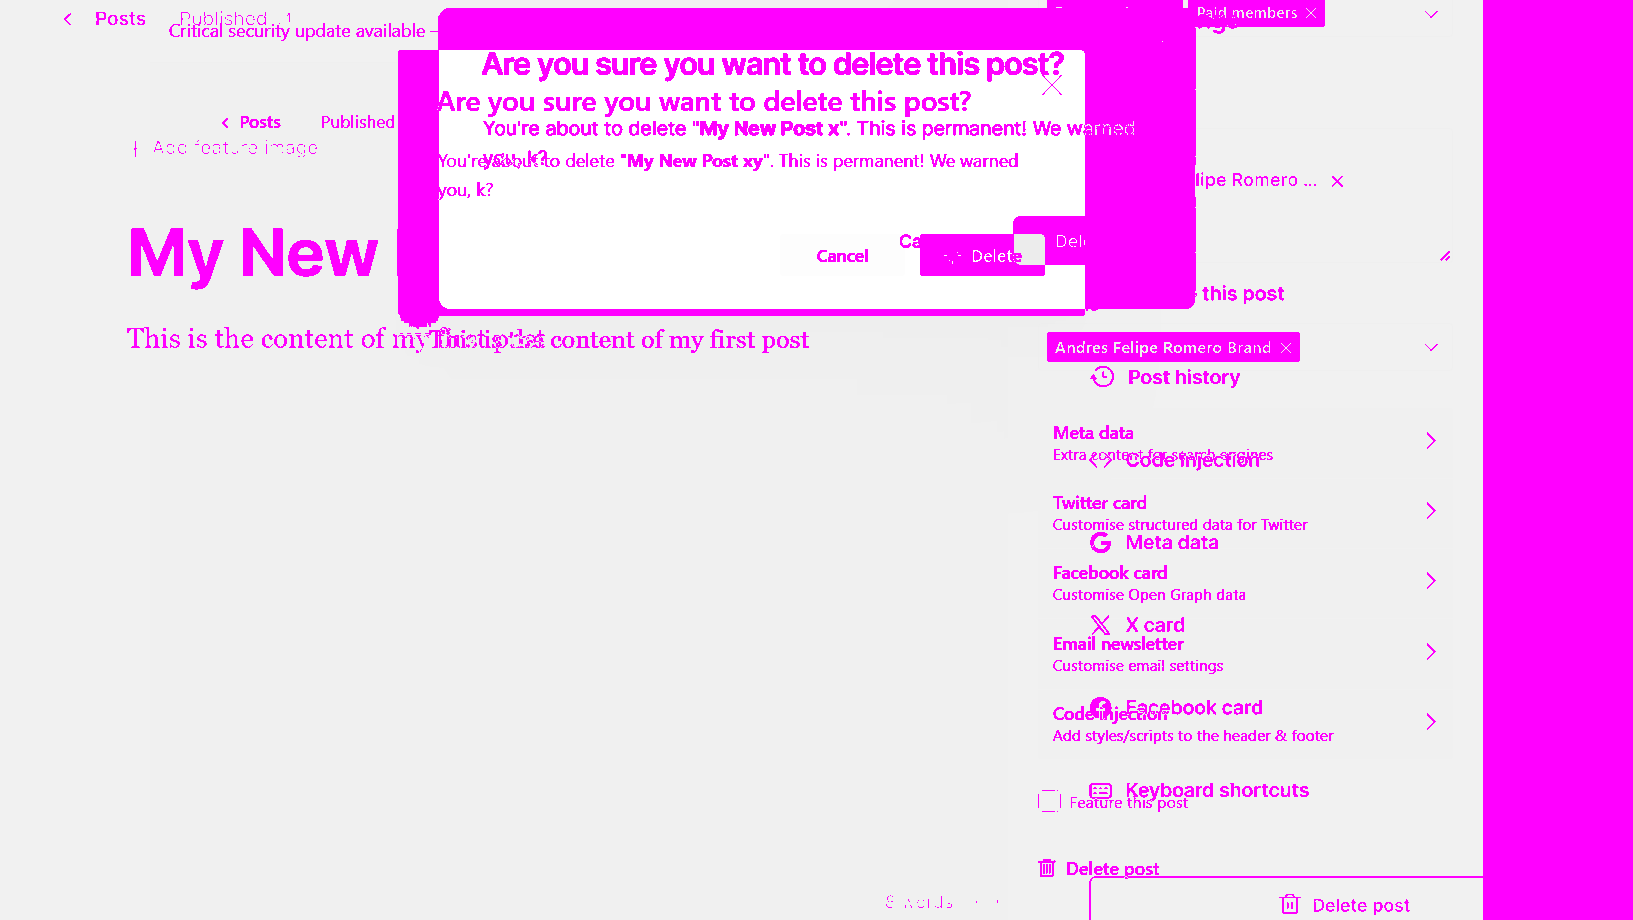 Posts Published
Paid members
Critical security update available –
Are you sure you want to delete this post?
Are you sure you want to delete this post?
Posts Published
You're about to delete "My New Post x". This is permanent! We warned
you, k?
Add feature image
You're about to delete "My New Post xy". This is permanent! We warned
you, k?
Felipe Romero ...
My New
Cancel Delete
this post
This is the content of my first post
This is the content of my first post
Andres Felipe Romero Brand
Post history
Meta data
Extra content for search engines
Code injection
Twitter card
Customise structured data for Twitter
Meta data
Facebook card
Customise Open Graph data
X card
Email newsletter
Customise email settings
Facebook card
Code injection
Add styles/scripts to the header & footer
Keyboard shortcuts
Feature this post
Delete post
8 words
Delete post